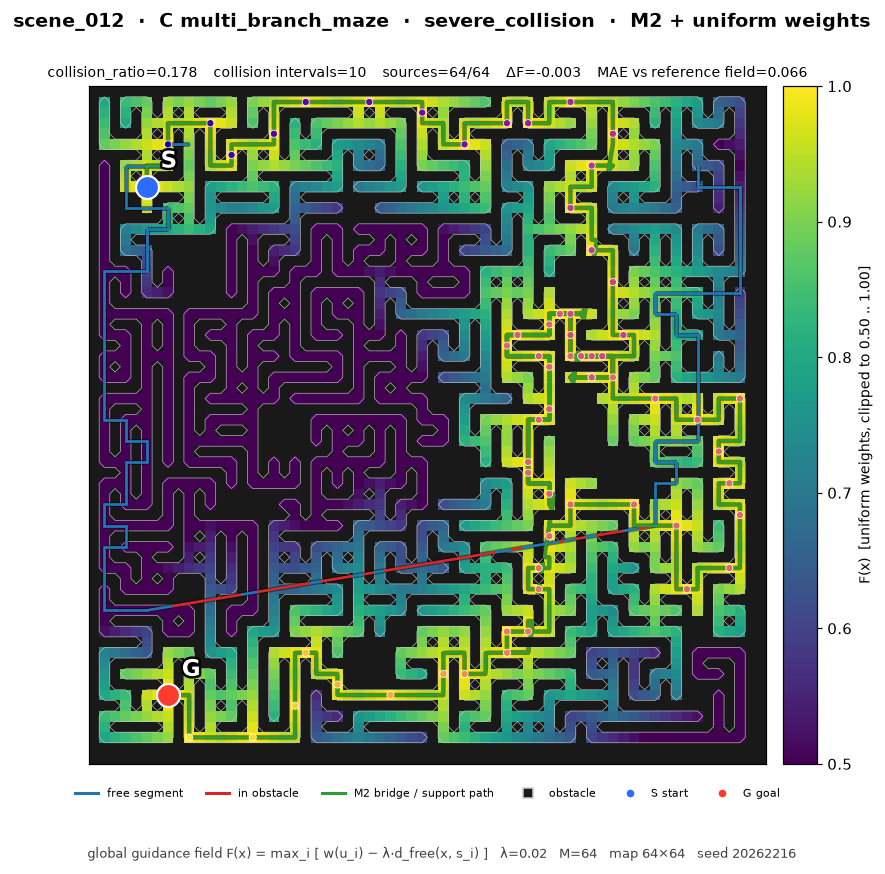 scene_012 · C multi_branch_maze · severe_collision · M2 + uniform weights
collision_ratio=0.178 collision intervals=10 sources=64/64 ΔF=-0.003 MAE vs reference field=0.066
S
G
1.0
0.9
0.8
0.7
0.6
0.5
F(x) [uniform weights, clipped to 0.50 .. 1.00]
free segment
in obstacle
M2 bridge / support path
obstacle
S start
G goal
global guidance field F(x) = max_i [ w(u_i) − λ·d_free(x, s_i) ] λ=0.02 M=64 map 64×64 seed 20262216